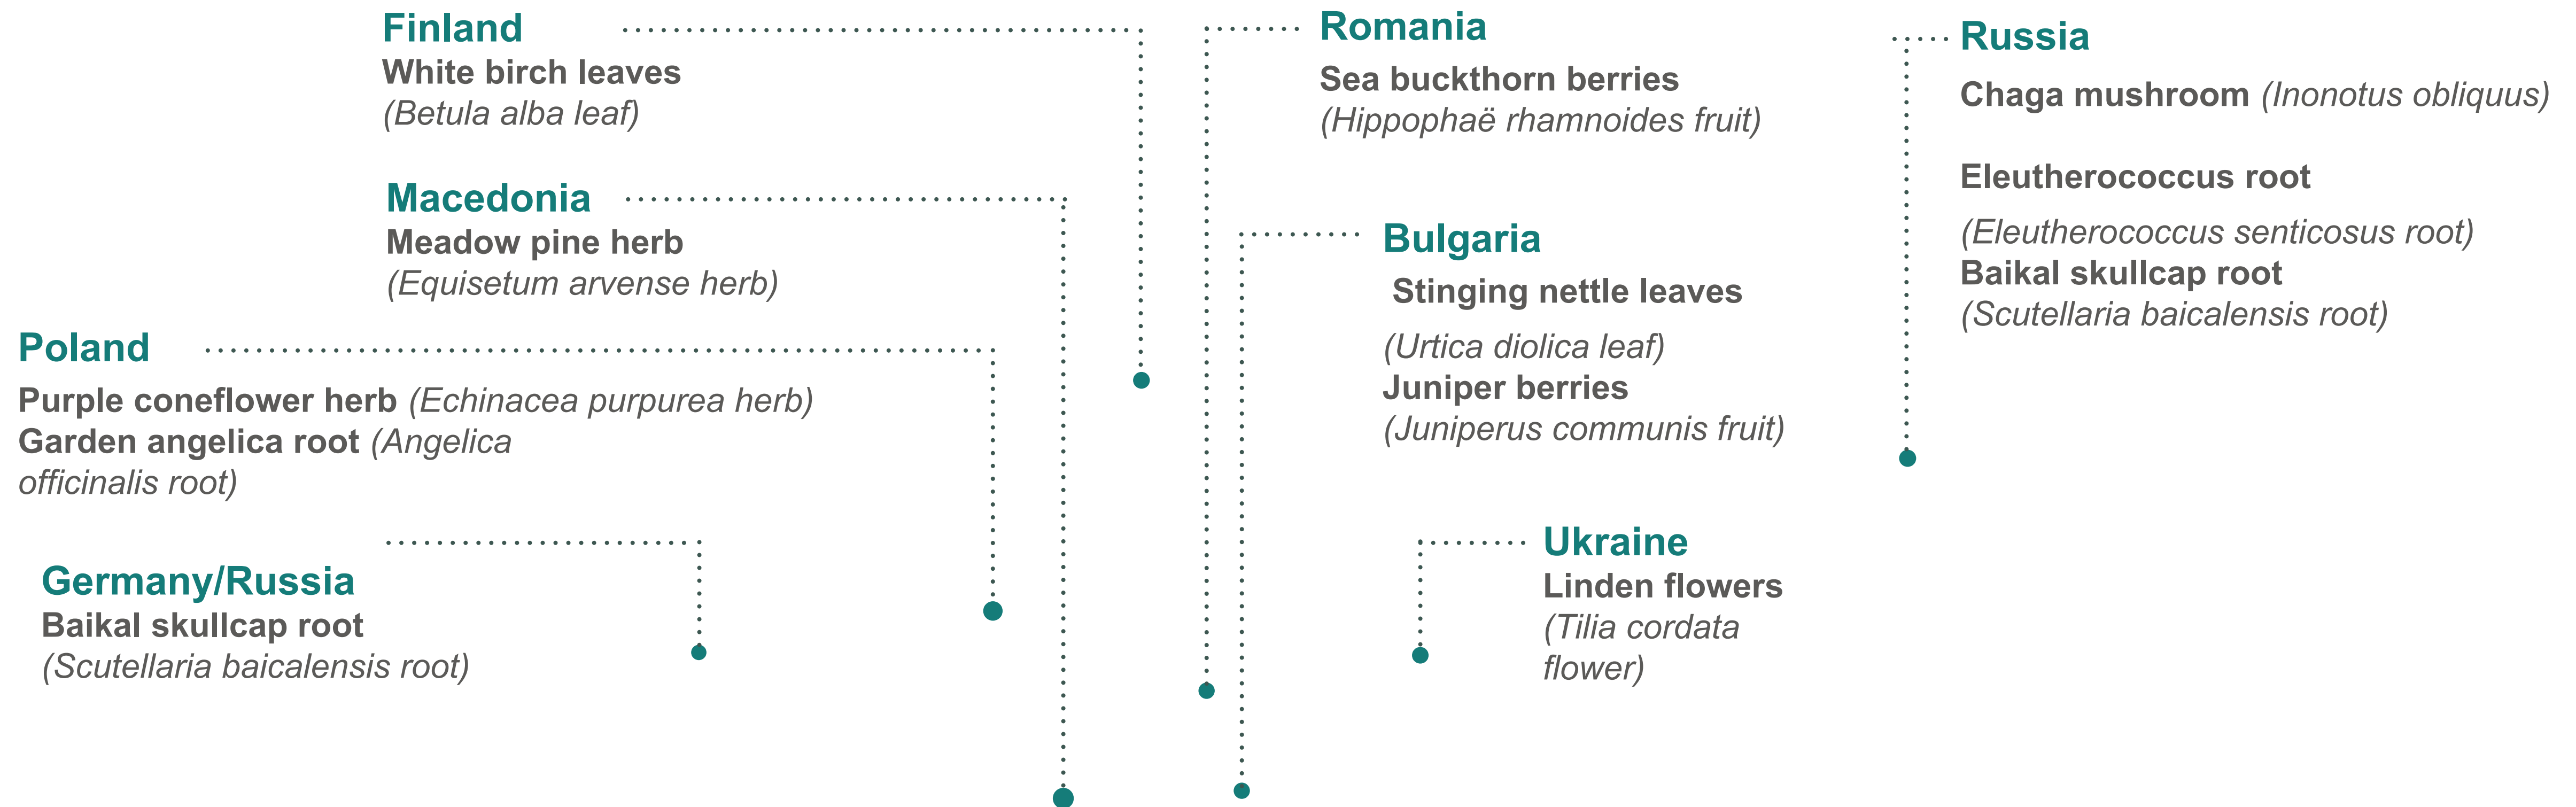 Finland
White birch leaves
(Betula alba leaf)
Macedonia
Meadow pine herb
(Equisetum arvense herb)
Poland
Purple coneflower herb (Echinacea purpurea herb)
Garden angelica root (Angelica
officinalis root)
Germany/Russia
Baikal skullcap root
(Scutellaria baicalensis root)
Romania
Sea buckthorn berries
(Hippophaë rhamnoides fruit)
Bulgaria
Stinging nettle leaves
(Urtica diolica leaf)
Juniper berries
(Juniperus communis fruit)
Ukraine
Linden flowers
(Tilia cordata
flower)
Russia
Chaga mushroom (Inonotus obliquus)
Eleutherococcus root
(Eleutherococcus senticosus root)
Baikal skullcap root
(Scutellaria baicalensis root)